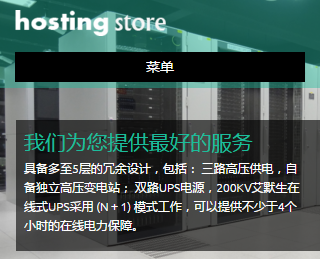 hosting store
菜单
我们为您提供最好的服务
具备多至5层的冗余设计，包括： 三路高压供电，自
备独立高压变电站； 双路UPS电源，200KV艾默生在
线式UPS采用 (N + 1) 模式工作，可以提供不少于4个
小时的在线电力保障。